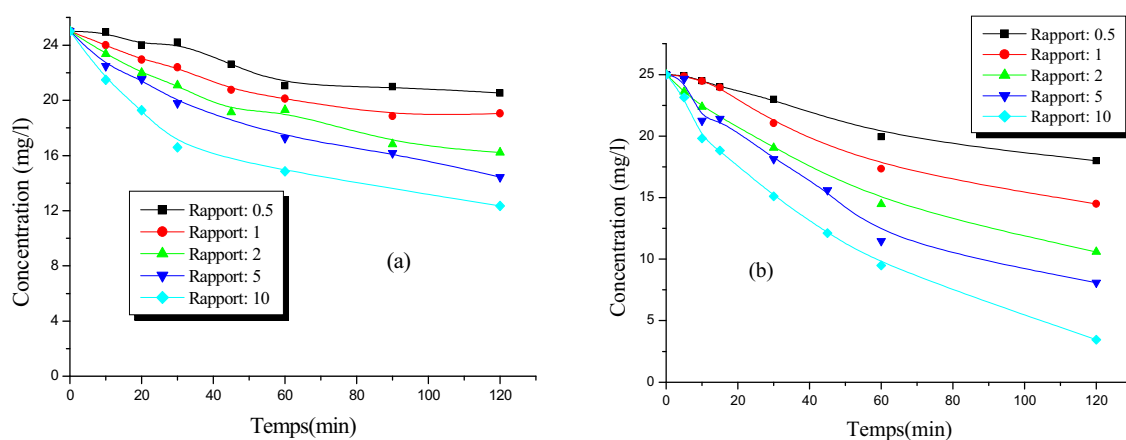 24
20
16
12
8
4
0
Concentration (mg/l)
Rapport: 0.5
Rapport: 1
Rapport: 2
Rapport: 5
Rapport: 10
(a)
0 20 40 60 80 100 120
Temps(min)
30
25
20
15
10
5
0
Concentration (mg/l)
Rapport: 0.5
Rapport: 1
Rapport: 2
Rapport: 5
Rapport: 10
(b)
0 20 40 60 80 100 120
Temps(min)